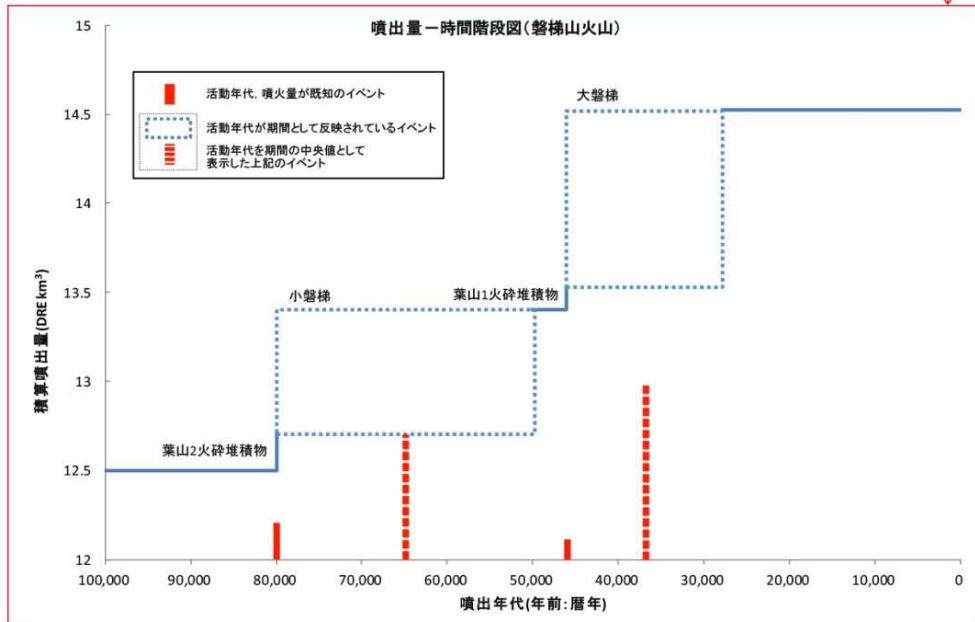 噴出量－時間階段図(磐梯山火山)
活動年代，噴火量が既知のイベント
活動年代が期間として反映されているイベント
活動年代を期間の中央値として
表示した上記のイベント
15
14.5
14
13.5
13
12.5
12
積算噴出量(DRE km³)
大磐梯
小磐梯
葉山1火砕堆積物
葉山2火砕堆積物
100,000
90,000
80,000
70,000
60,000
50,000
40,000
30,000
20,000
10,000
0
噴出年代(年前:暦年)